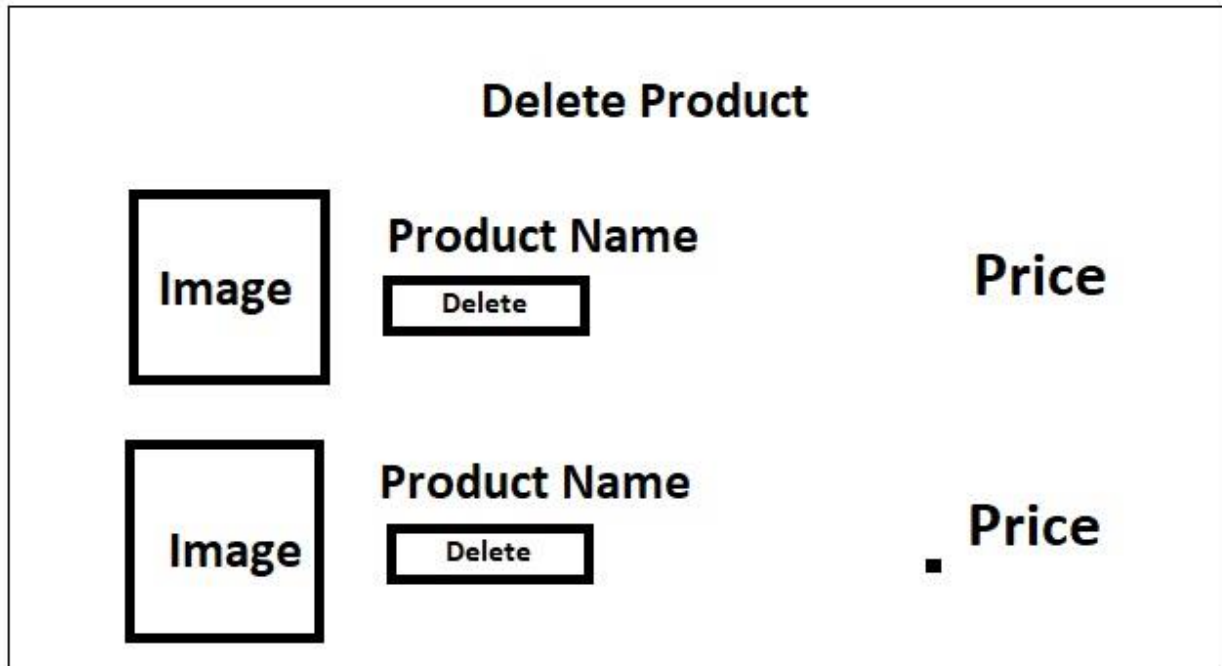 Delete Product
Product Name
Image
Delete
Price
Product Name
Image
Delete
Price